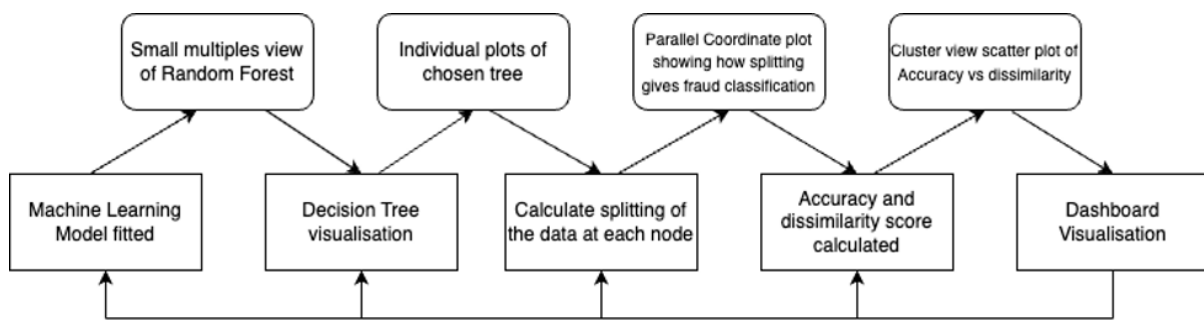 Small multiples view
of Random Forest
Individual plots of
chosen tree
Parallel Coordinate plot
showing how splitting
gives fraud classification
Cluster view scatter plot of
Accuracy vs dissimilarity
Machine Learning
Model fitted
Decision Tree
visualisation
Calculate splitting of
the data at each node
Accuracy and
dissimilarity score
calculated
Dashboard
Visualisation